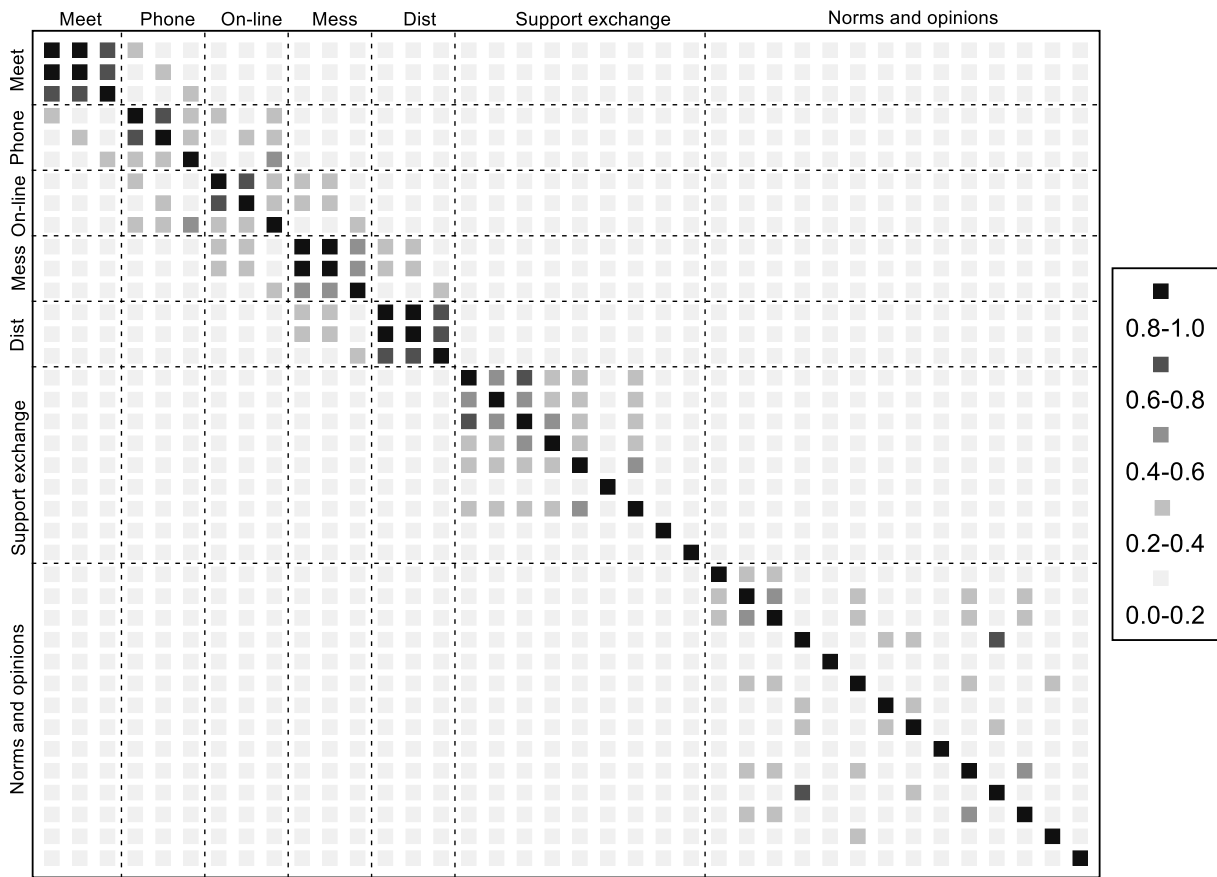 Meet Phone On-line Mess Dist Support exchange Norms and opinions
Meet
Phone
On-line
Mess
Dist
Support exchange
Norms and opinions
0.8-1.0
0.6-0.8
0.4-0.6
0.2-0.4
0.0-0.2